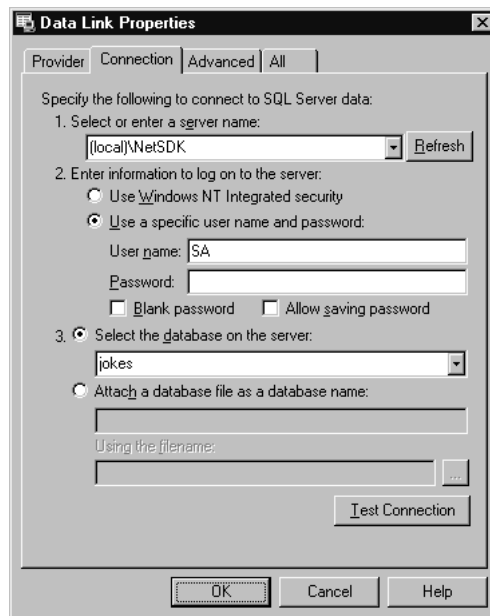 Data Link Properties
Provider Connection Advanced All
Specify the following to connect to SQL Server data:
1. Select or enter a server name:
(local)\NetSDK Refresh
2. Enter information to log on to the server:
Use Windows NT Integrated security
Use a specific user name and password:
User name: SA
Password:
Blank password Allow saving password
3. Select the database on the server:
jokes
Attach a database file as a database name:
Using the filename:
...
Test Connection
OK Cancel Help